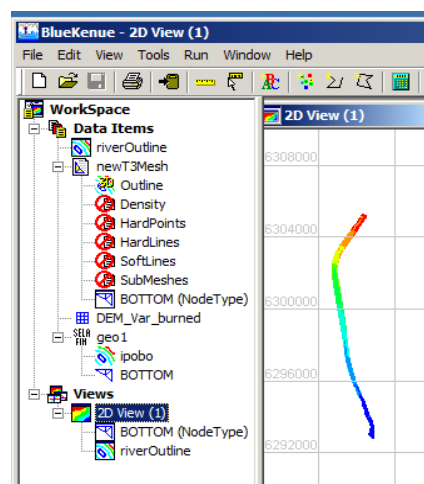 BlueKenue - 2D View (1)
File Edit View Tools Run Window Help
WorkSpace
Data Items
riverOutline
newT3Mesh
Outline
Density
HardPoints
HardLines
SoftLines
SubMeshes
BOTTOM (NodeType)
DEM_Var_burned
SELA
FIN
geo1
ipobo
BOTTOM
Views
2D View (1)
BOTTOM (NodeType)
riverOutline
2D View (1)
6308000
6304000
6300000
6296000
6292000